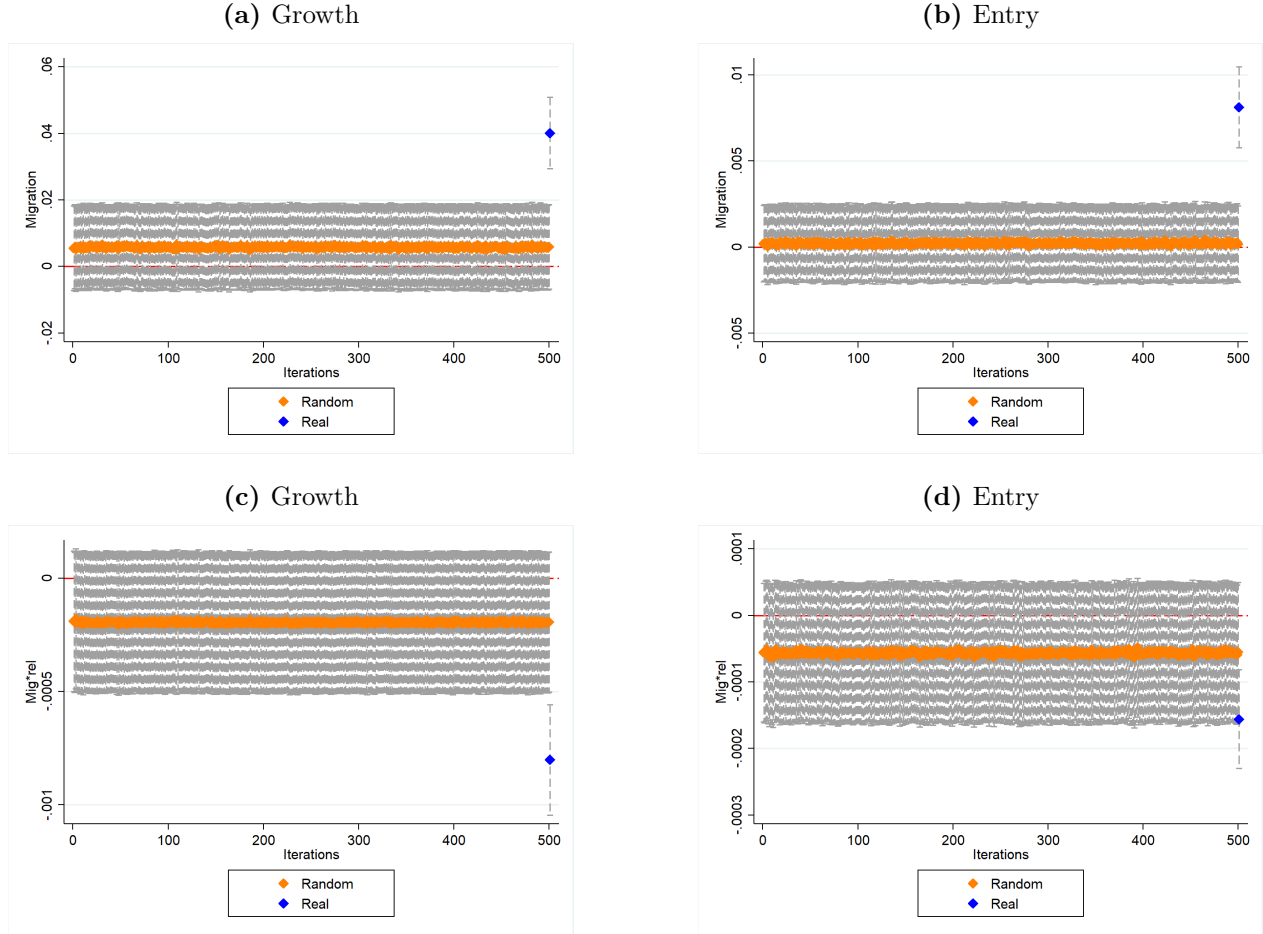 (a) Growth
Migration
.06
.04
.02
0
-.02
0 100 200 300 400 500
Iterations
Random
Real
(b) Entry
Migration
.01
.005
0
-.005
0 100 200 300 400 500
Iterations
Random
Real
(c) Growth
Mig*rel
0
-.0005
-.001
0 100 200 300 400 500
Iterations
Random
Real
(d) Entry
Mig*rel
.0001
0
-.0001
-.0002
-.0003
0 100 200 300 400 500
Iterations
Random
Real